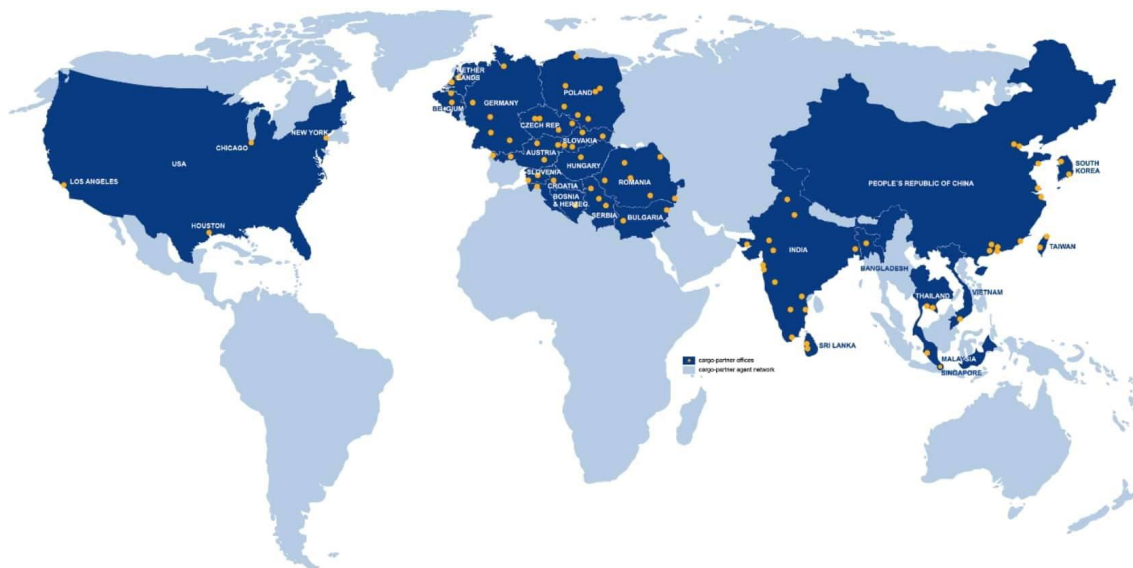 NEW YORK
CHICAGO
USA
LOS ANGELES
HOUSTON
NETHER
LANDS
BELGIUM
GERMANY
POLAND
CZECH REP.
SLOVAKIA
AUSTRIA
HUNGARY
SLOVENIA
CROATIA
ROMANIA
BOSNIA
& HERZEG.
SERBIA
BULGARIA
PEOPLE´S REPUBLIC OF CHINA
SOUTH
KOREA
TAIWAN
INDIA
BANGLADESH
VIETNAM
THAILAND
SRI LANKA
MALAYSIA
SINGAPORE
cargo-partner offices
cargo-partner agent network